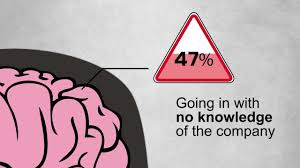 47%
Going in with
no knowledge
of the company